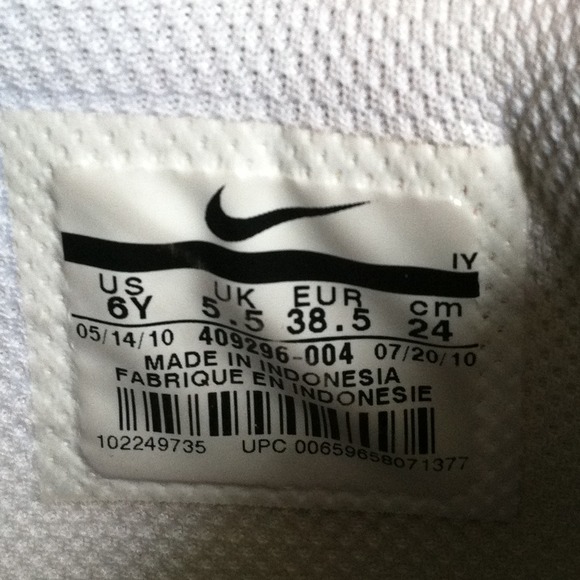 IY
US UK EUR cm
6Y 5.5 38.5 24
05/14/10 409296-004 07/20/10
MADE IN INDONESIA
FABRIQUE EN INDONESIE
102249735 UPC 00659658071377